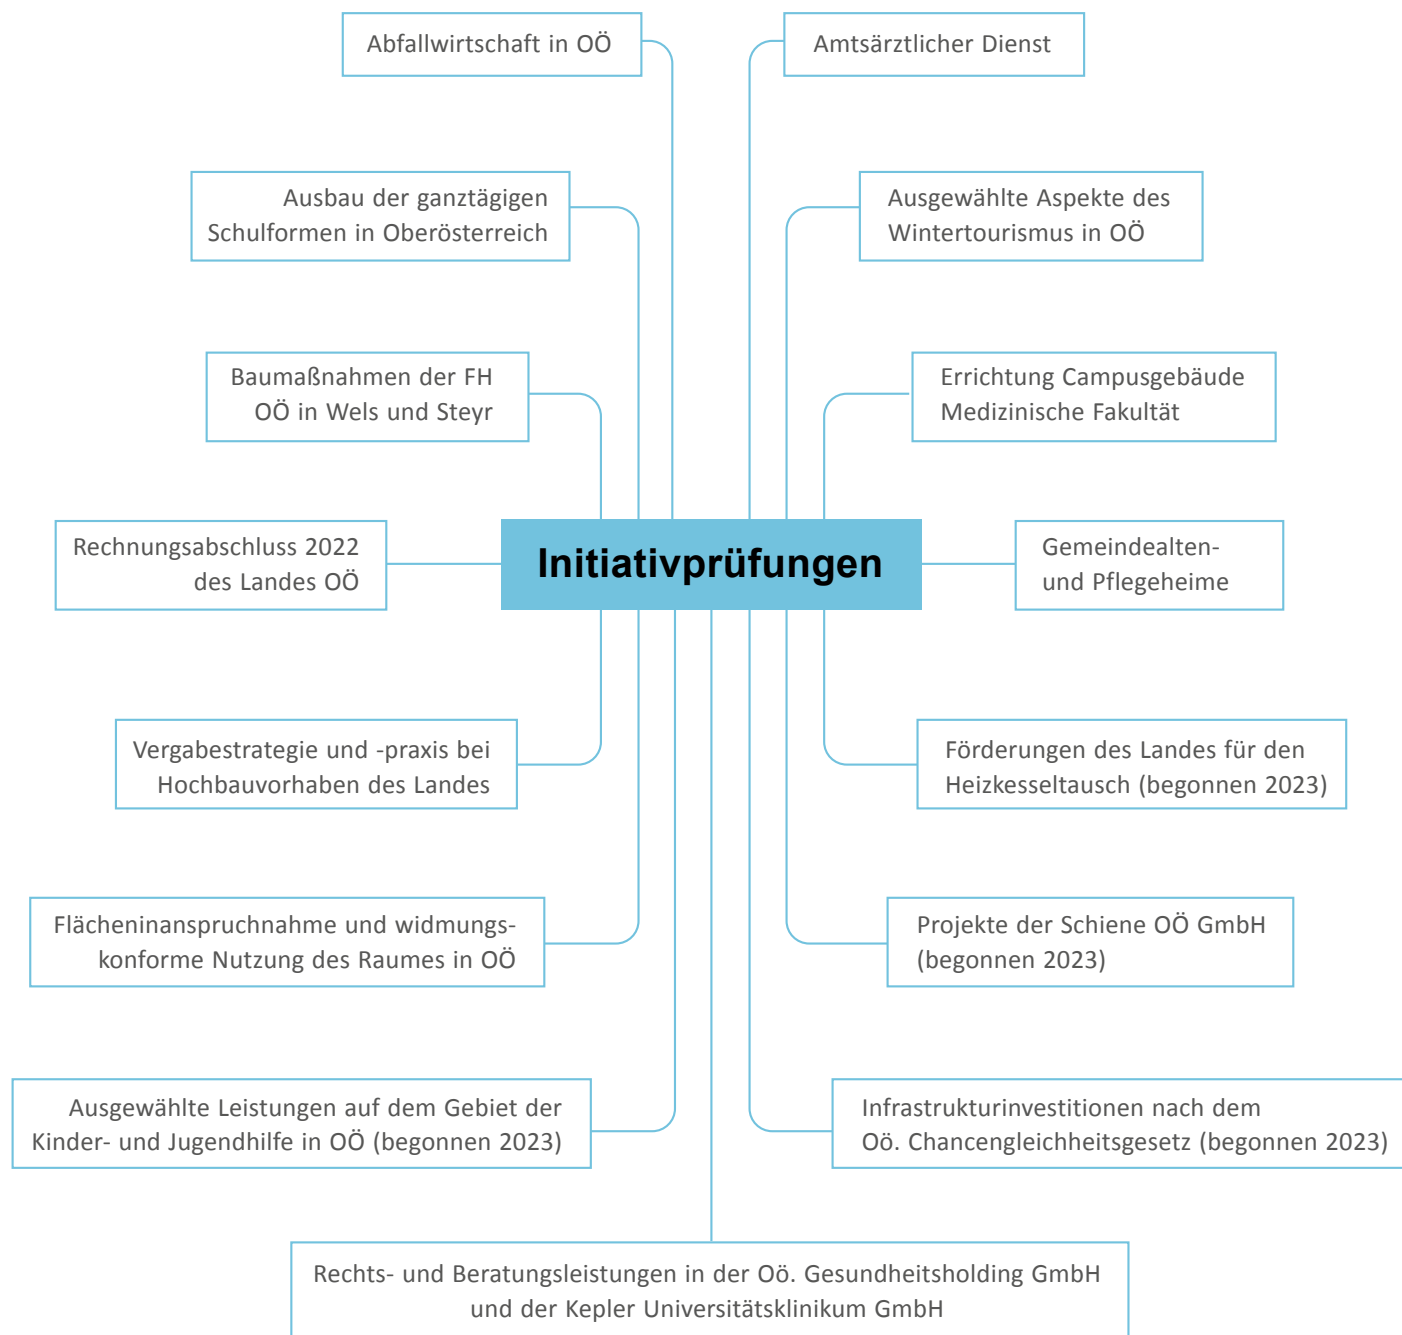 Abfallwirtschaft in OÖ
Amtsärztlicher Dienst
Ausbau der ganztägigen
Schulformen in Oberösterreich
Ausgewählte Aspekte des
Wintertourismus in OÖ
Baumaßnahmen der FH
OÖ in Wels und Steyr
Errichtung Campusgebäude
Medizinische Fakultät
Rechnungsabschluss 2022
des Landes OÖ
Initiativprüfungen
Gemeindealten-
und Pflegeheime
Vergabestrategie und -praxis bei
Hochbauvorhaben des Landes
Förderungen des Landes für den
Heizkesseltausch (begonnen 2023)
Flächeninanspruchnahme und widmungs-
konforme Nutzung des Raumes in OÖ
Projekte der Schiene OÖ GmbH
(begonnen 2023)
Ausgewählte Leistungen auf dem Gebiet der
Kinder- und Jugendhilfe in OÖ (begonnen 2023)
Infrastrukturinvestitionen nach dem
Oö. Chancengleichheitsgesetz (begonnen 2023)
Rechts- und Beratungsleistungen in der Oö. Gesundheitsholding GmbH
und der Kepler Universitätsklinikum GmbH